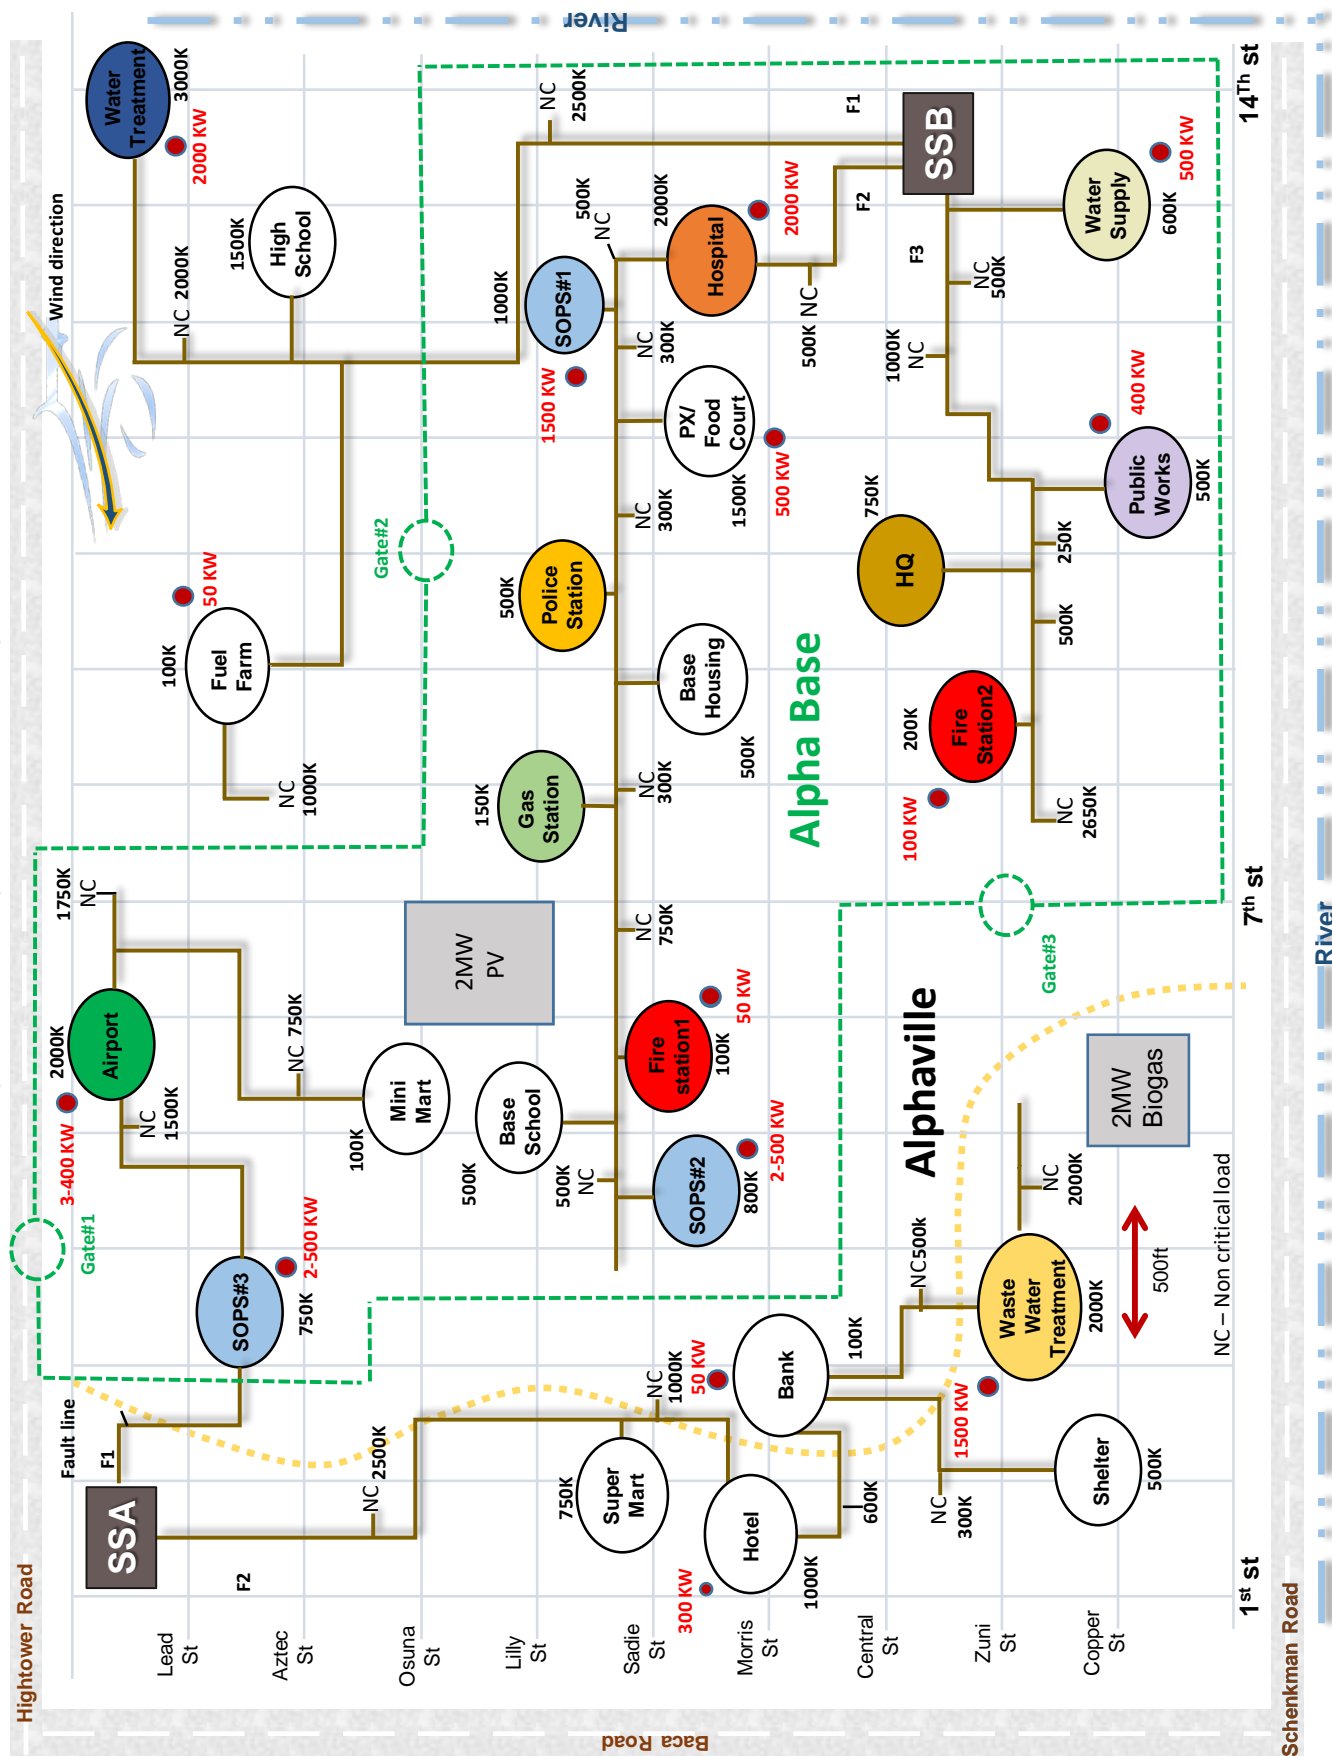 Hightower Road
Baca Road
Schenkman Road
River
River
Lead
St
Aztec
St
Osuna
St
Lilly
St
Sadie
St
Morris
St
Central
St
Zuni
St
Copper
St
1st st
7th st
14Th st
Wind direction
Fault line
SSA
F1
F2
SOPS#3
750K
2-500 KW
Gate#1
3-400 KW
2000K
Airport
NC
1500K
1750K
NC
NC 750K
Mini
Mart
100K
2MW
PV
NC
2500K
750K
Super
Mart
NC
1000K
50 KW
300 KW
Hotel
1000K
Bank
100K
600K
NC
300K
Shelter
500K
NC500k
1500 KW
Waste
Water
Treatment
2000K
NC
2000K
2MW
Biogas
500ft
NC – Non critical load
Alphaville
Gate#3
Base
School
500K
500K
NC
SOPS#2
800K
2-500 KW
Fire
station1
100K
50 KW
NC
750K
Gas
Station
150K
NC
300K
Base
Housing
500K
Police
Station
500K
NC
300K
PX/
Food
Court
1500K
500 KW
NC
300K
SOPS#1
1000K
1500 KW
500K
NC
Hospital
2000K
2000 KW
500K NC
Alpha Base
Gate#2
Fuel
Farm
100K
50 KW
NC
1000K
High
School
1500K
NC 2000K
Water
Treatment
3000K
2000 KW
NC
2500K
F1
F2
SSB
F3
NC
500K
1000K
NC
Water
Supply
600K
500 KW
Public
Works
500K
400 KW
HQ
750K
250K
500K
Fire
Station2
200K
100 KW
NC
2650K